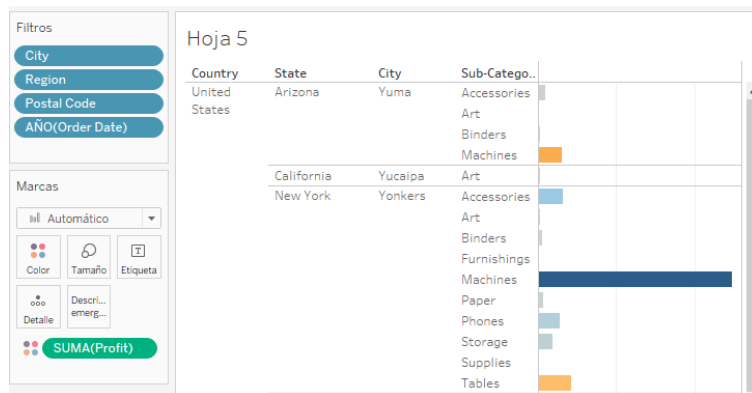 Filtros
City
Region
Postal Code
AÑO(Order Date)
Marcas
Automático
Color
Tamaño
T
Etiqueta
Detalle
Descri...
emerg...
SUMA(Profit)
Hoja 5
Country State City Sub-Catego..
United States Arizona Yuma Accessories
Art
Binders
Machines
California Yucaipa Art
New York Yonkers Accessories
Art
Binders
Furnishings
Machines
Paper
Phones
Storage
Supplies
Tables